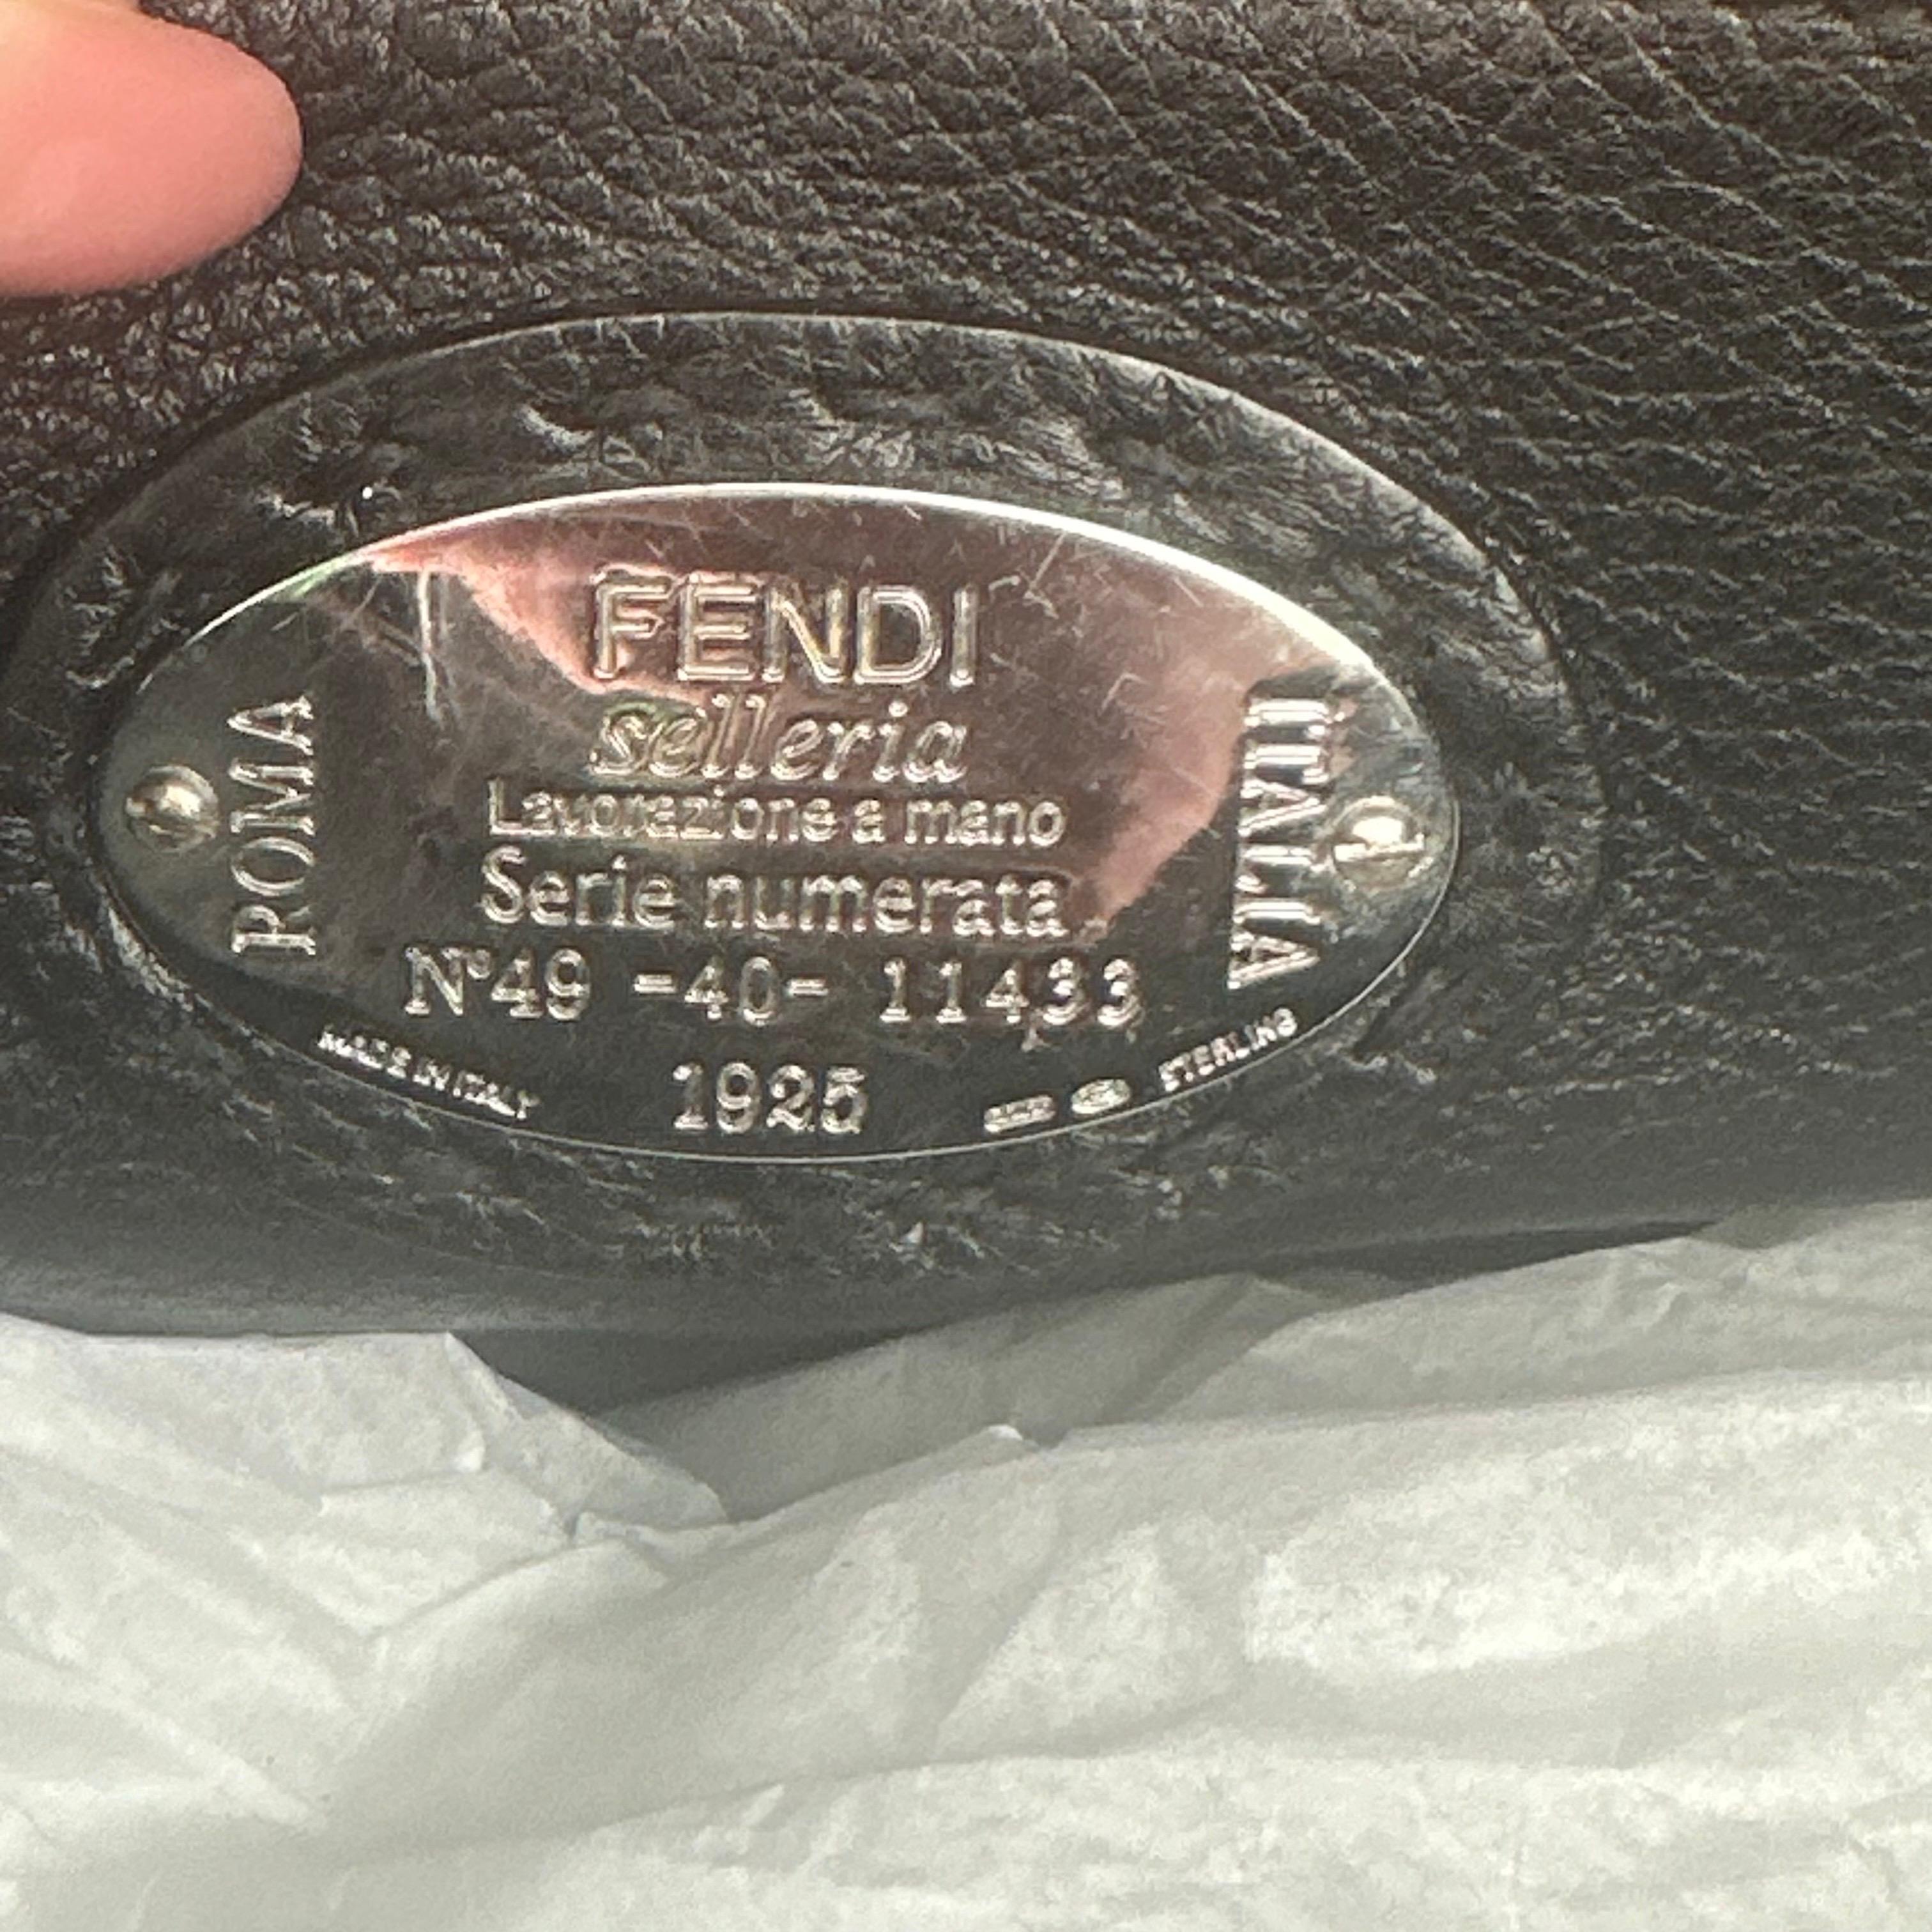 FENDI
selleria
Lavorazione a mano
Serie numerata
N°49 -40- 11433
1925
ROMA
ITALIA
MADE IN ITALY
STERLING